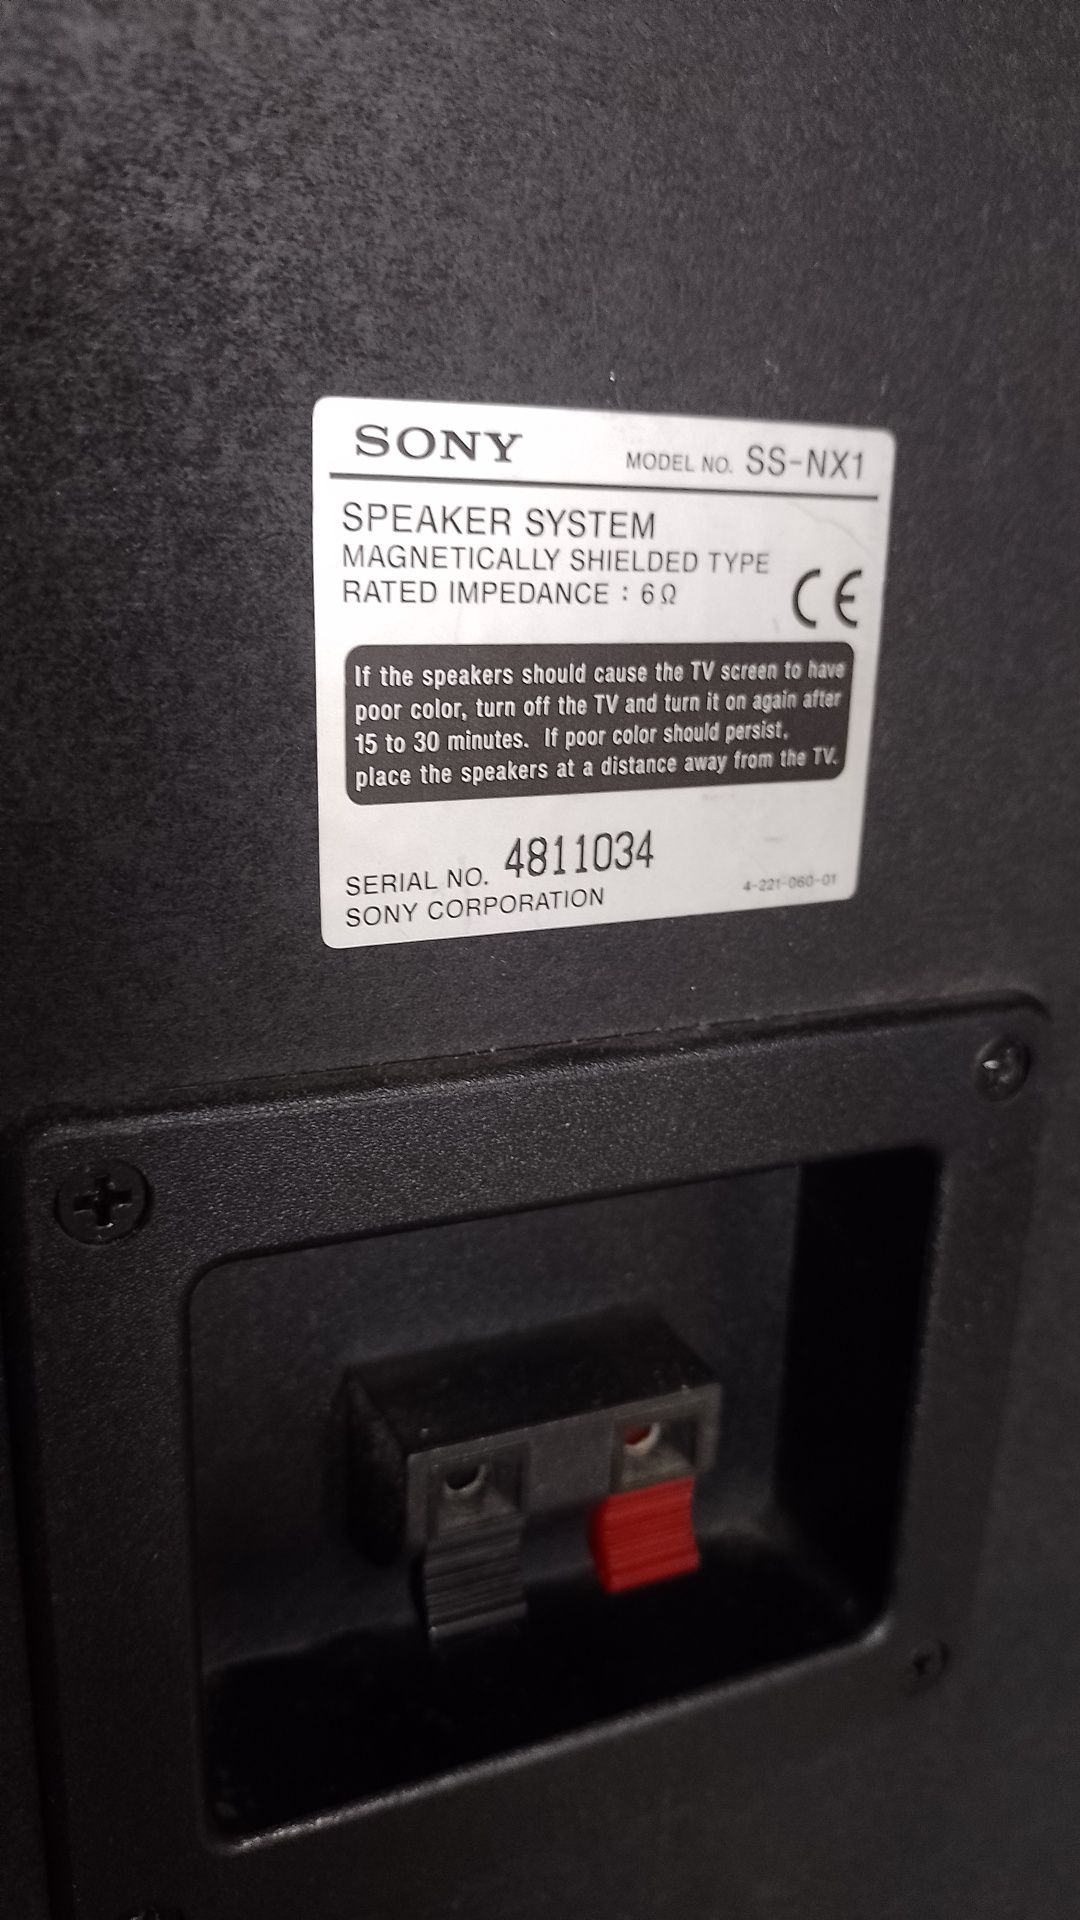 SONY MODEL NO. SS-NX1
SPEAKER SYSTEM
MAGNETICALLY SHIELDED TYPE
RATED IMPEDANCE : 6Ω
CE
If the speakers should cause the TV screen to have
poor color, turn off the TV and turn it on again after
15 to 30 minutes. If poor color should persist,
place the speakers at a distance away from the TV.
SERIAL NO. 4811034
SONY CORPORATION 4-221-060-01